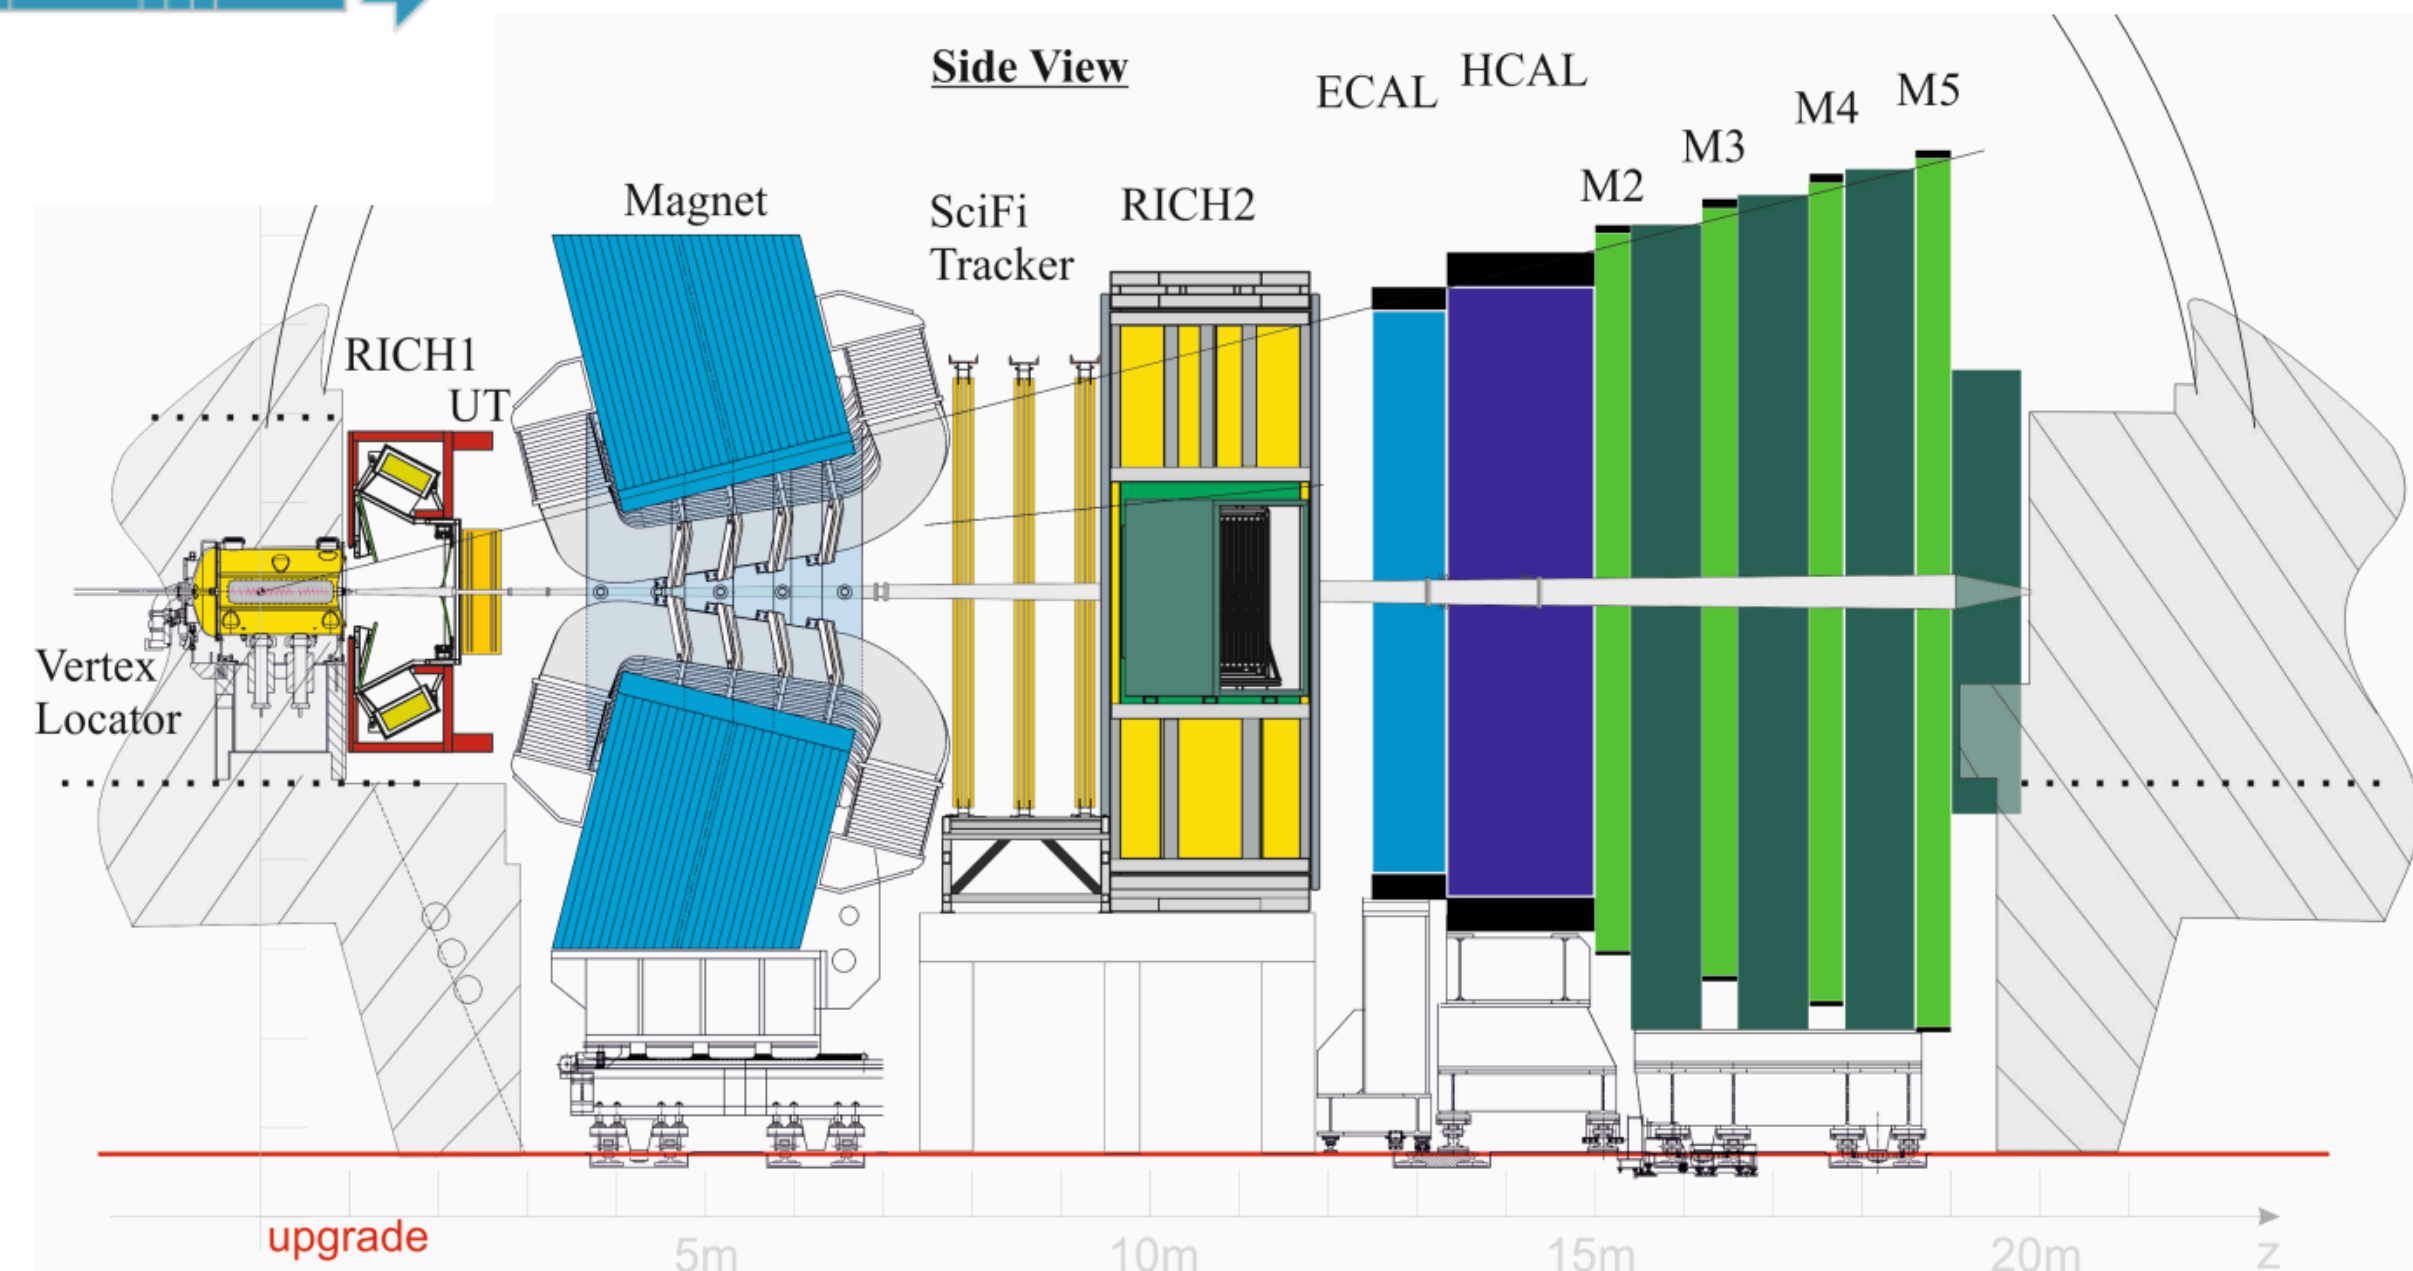 Side View
ECAL
HCAL
M5
M4
M3
M2
Magnet
SciFi
Tracker
RICH2
RICH1
UT
Vertex
Locator
upgrade
5m
10m
15m
20m
z